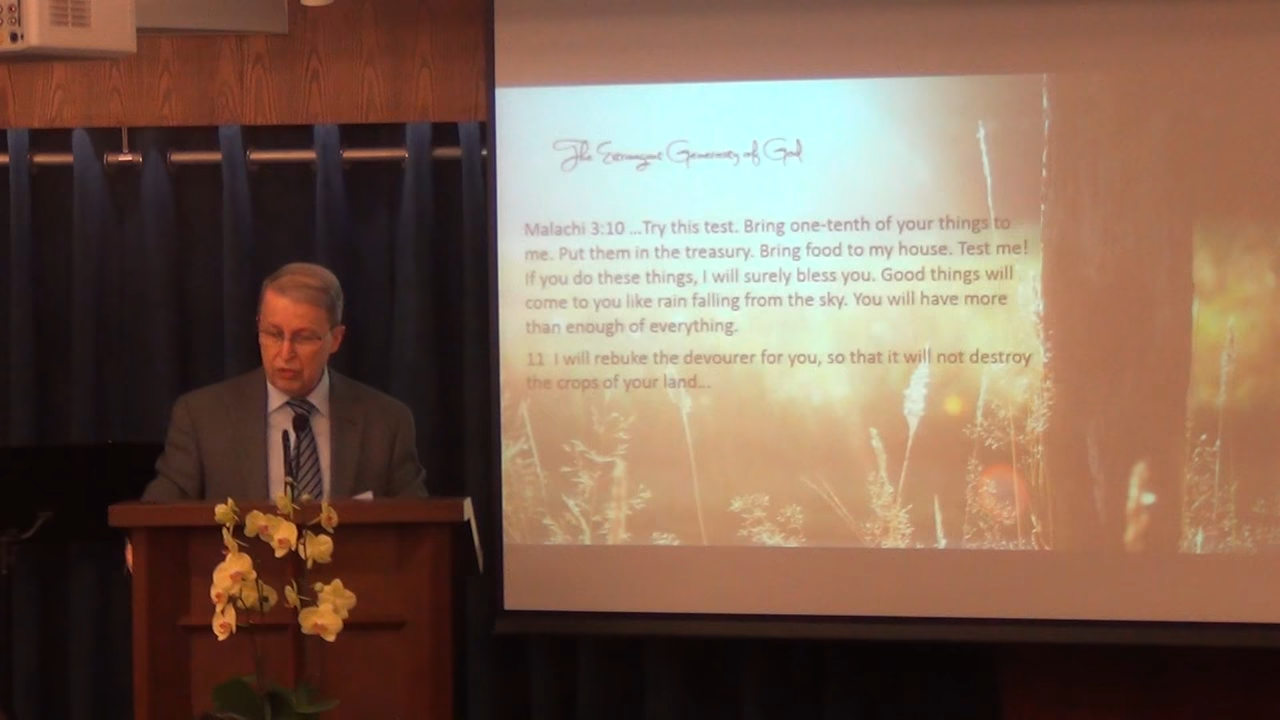 The Extravagant Generosity of God
Malachi 3:10 ...Try this test. Bring one-tenth of your things to
me. Put them in the treasury. Bring food to my house. Test me!
If you do these things, I will surely bless you. Good things will
come to you like rain falling from the sky. You will have more
than enough of everything.
11 I will rebuke the devourer for you, so that it will not destroy
the crops of your land...